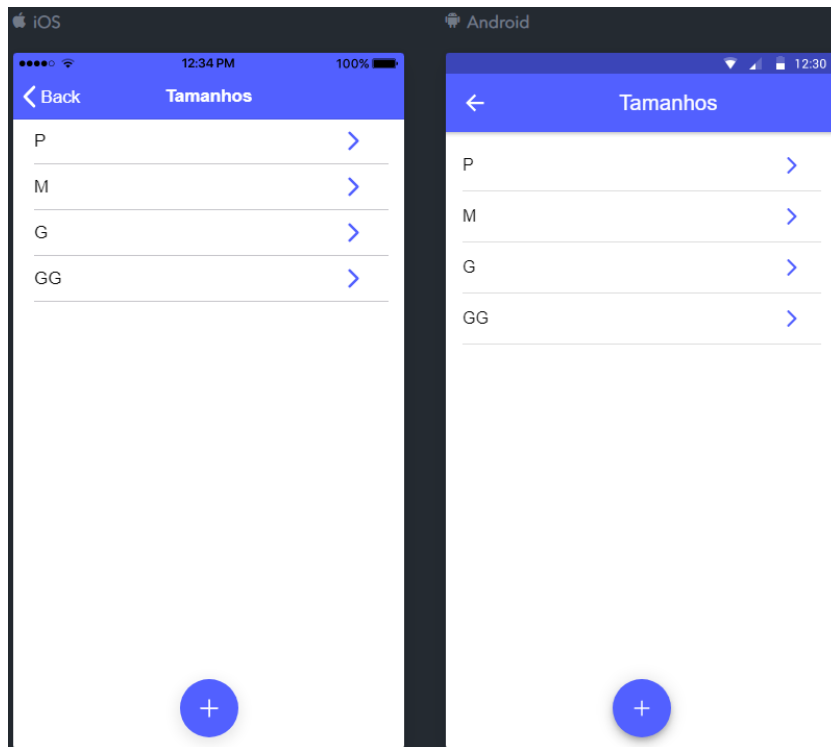 iOS
12:34 PM
100%
Back
Tamanhos
P
M
G
GG
Android
12:30
Tamanhos
P
M
G
GG